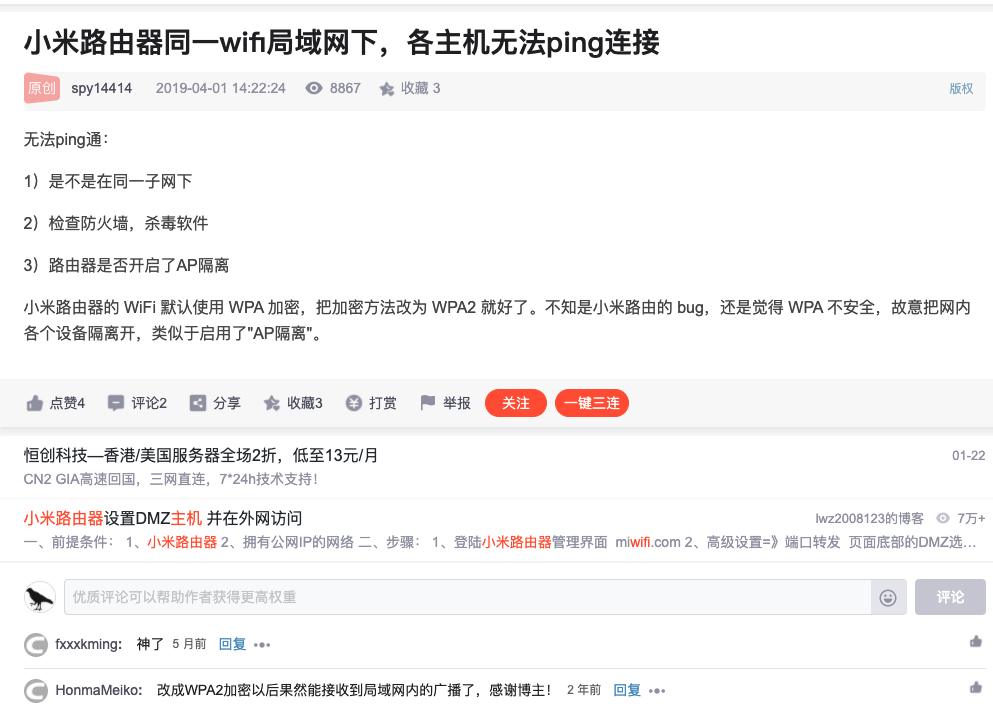 小米路由器同一wifi局域网下，各主机无法ping连接
原创 spy14414 2019-04-01 14:22:24 8867 收藏 3 版权
无法ping通：
1）是不是在同一子网下
2）检查防火墙，杀毒软件
3）路由器是否开启了AP隔离
小米路由器的 WiFi 默认使用 WPA 加密，把加密方法改为 WPA2 就好了。不知是小米路由的 bug，还是觉得 WPA 不安全，故意把网内
各个设备隔离开，类似于启用了"AP隔离"。
点赞4 评论2 分享 收藏3 打赏 举报 关注 一键三连
恒创科技—香港/美国服务器全场2折，低至13元/月 01-22
CN2 GIA高速回国，三网直连，7*24h技术支持！
小米路由器设置DMZ主机 并在外网访问 lwz2008123的博客 7万+
一、前提条件： 1、小米路由器 2、拥有公网IP的网络 二、步骤： 1、登陆小米路由器管理界面 miwifi.com 2、高级设置=》端口转发 页面底部的DMZ选...
优质评论可以帮助作者获得更高权重 评论
fxxxkming: 神了 5 月前 回复
HonmaMeiko: 改成WPA2加密以后果然能接收到局域网内的广播了，感谢博主！ 2 年前 回复